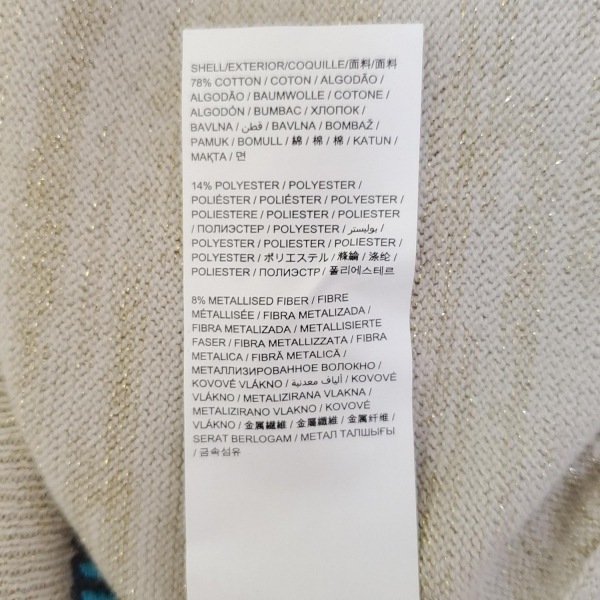 SHELL/EXTERIOR/COQUILLE/面料/面料
78% COTTON / COTON / ALGODÃO /
ALGODÃO / BAUMWOLLE / COTONE /
ALGODÓN / BUMBAC / ХЛОПОК /
BAVLNA / قطن / BAVLNA / BOMBAŽ /
PAMUK / BOMULL / 綿 / 棉 / 棉 / KATUN /
МАҚТА / 면
14% POLYESTER / POLYESTER /
POLIÉSTER / POLIÉSTER / POLYESTER /
POLIESTERE / POLIESTER / POLIESTER
/ ПОЛИЭСТЕР / POLYESTER / بوليستر /
POLYESTER / POLIESTER / POLIESTER /
POLYESTER / ポリエステル / 滌綸 / 涤纶 /
POLIESTER / ПОЛИЭСТР / 폴리에스테르
8% METALLISED FIBER / FIBRE
MÉTALLISÉE / FIBRA METALIZADA /
FIBRA METALIZADA / METALLISIERTE
FASER / FIBRA METALLIZZATA / FIBRA
METALICA / FIBRĂ METALICĂ /
МЕТАЛЛИЗИРОВАННОЕ ВОЛОКНО /
KOVOVÉ VLÁKNO / ألياف معدنية / KOVOVÉ
VLÁKNO / METALIZIRANA VLAKNA /
METALIZIRANO VLAKNO / KOVOVÉ
VLÁKNO / 金属繊維 / 金屬纖維 / 金属纤维 /
SERAT BERLOGAM / МЕТАЛ ТАЛШЫҒЫ
/ 금속섬유